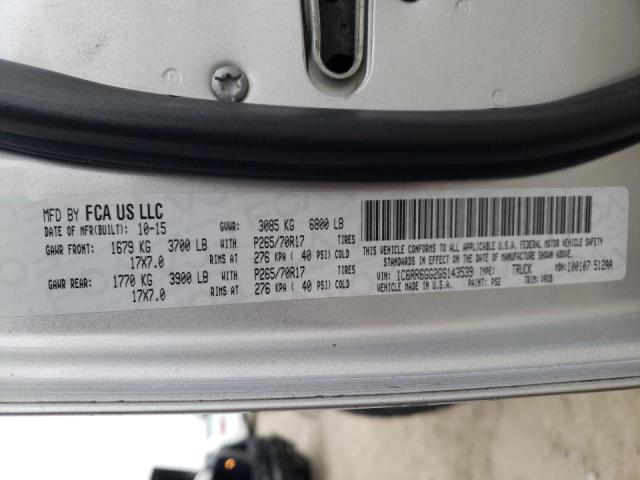 MFD BY FCA US LLC
DATE OF MFR(BUILT): 10-15 GVWR: 3085 KG 6800 LB
GAWR FRONT: 1679 KG 3700 LB WITH P265/70R17 TIRES
17X7.0 RIMS AT 276 KPA ( 40 PSI) COLD
GAWR REAR: 1770 KG 3900 LB WITH P265/70R17 TIRES
17X7.0 RIMS AT 276 KPA ( 40 PSI) COLD
THIS VEHICLE CONFORMS TO ALL APPLICABLE U.S.A. FEDERAL MOTOR VEHICLE SAFETY
STANDARDS IN EFFECT ON THE DATE OF MANUFACTURE SHOWN ABOVE.
VIN: 1C6RR6GG2GS143539 TYPE: TRUCK MDH: 100107 512AA
VEHICLE MADE IN U.S.A. PAINT: PS2 TRIM: V9X8